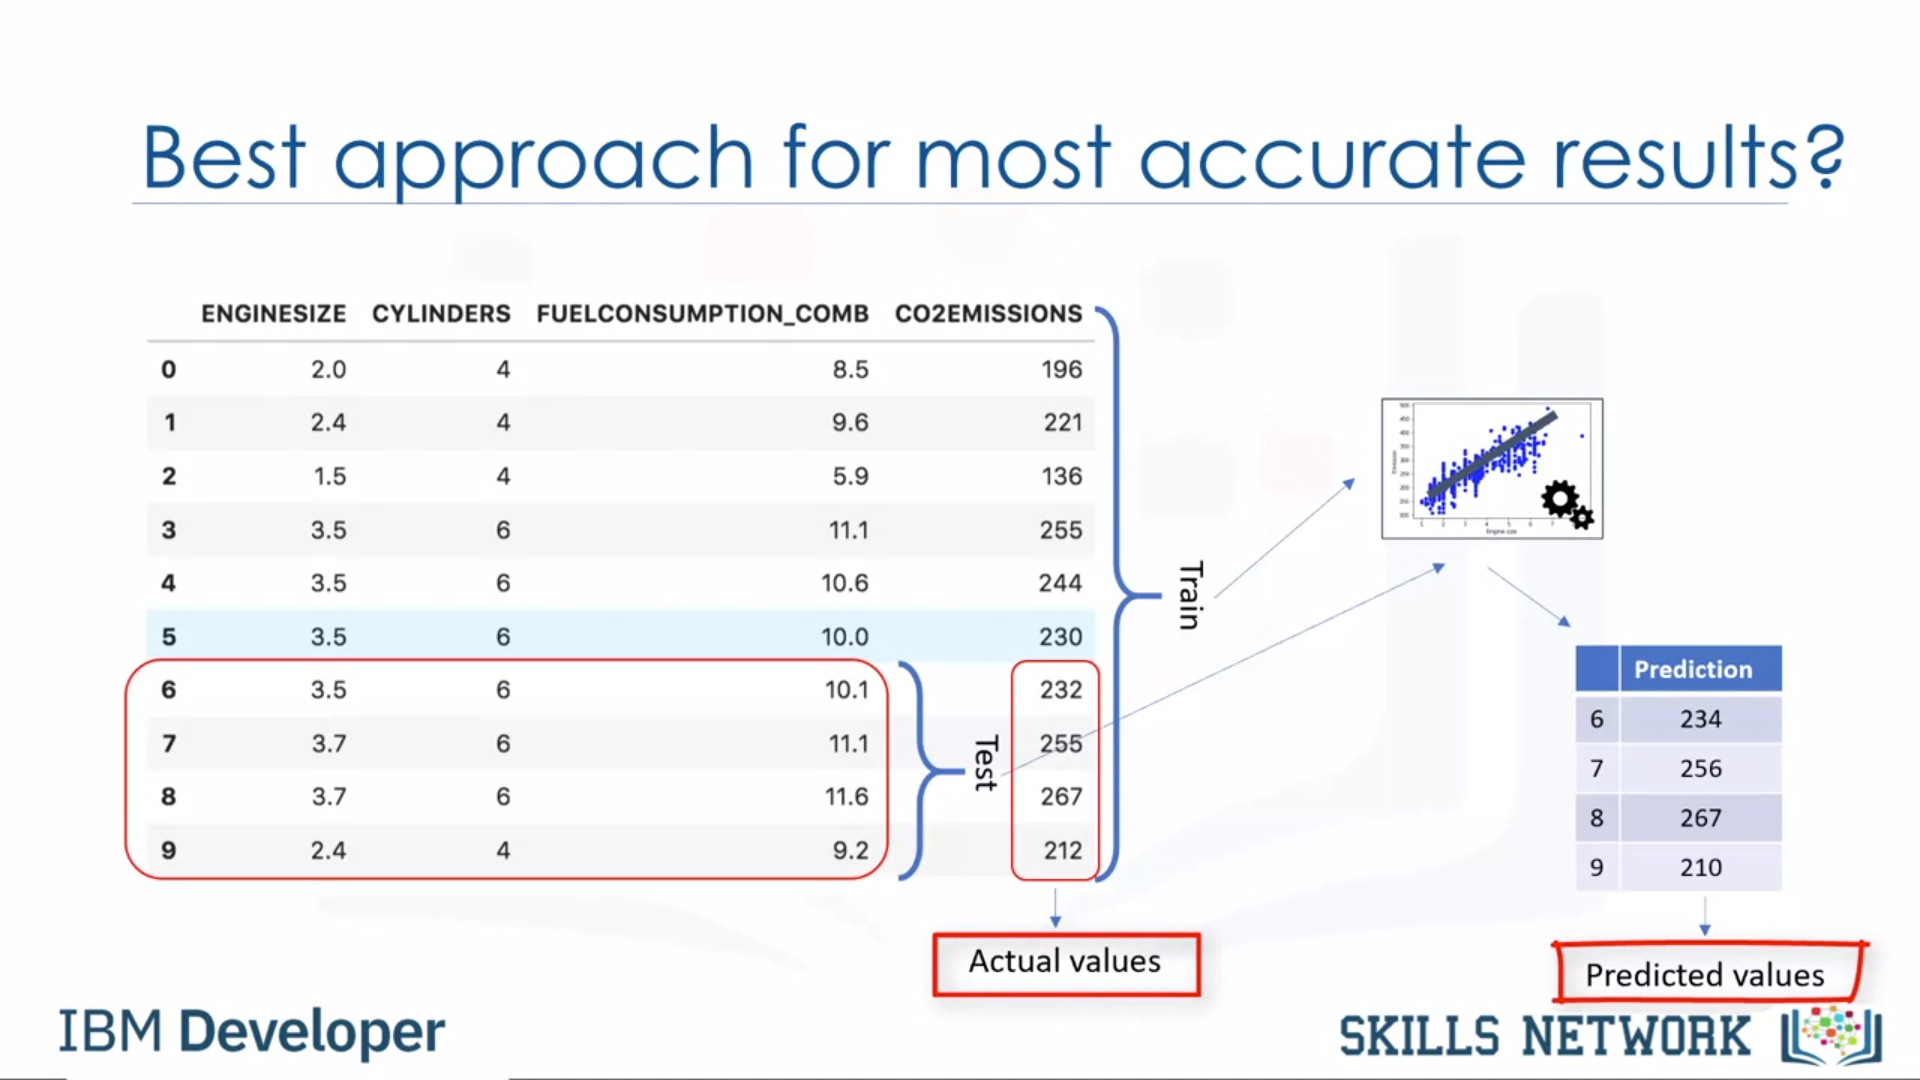 Best approach for most accurate results?
ENGINESIZE CYLINDERS FUELCONSUMPTION_COMB CO2EMISSIONS
0 2.0 4 8.5 196
1 2.4 4 9.6 221
2 1.5 4 5.9 136
3 3.5 6 11.1 255
4 3.5 6 10.6 244
5 3.5 6 10.0 230
6 3.5 6 10.1 232
7 3.7 6 11.1 255
8 3.7 6 11.6 267
9 2.4 4 9.2 212
Test
Train
Engine size
Prediction
6 234
7 256
8 267
9 210
Actual values
Predicted values
IBM Developer
SKILLS NETWORK